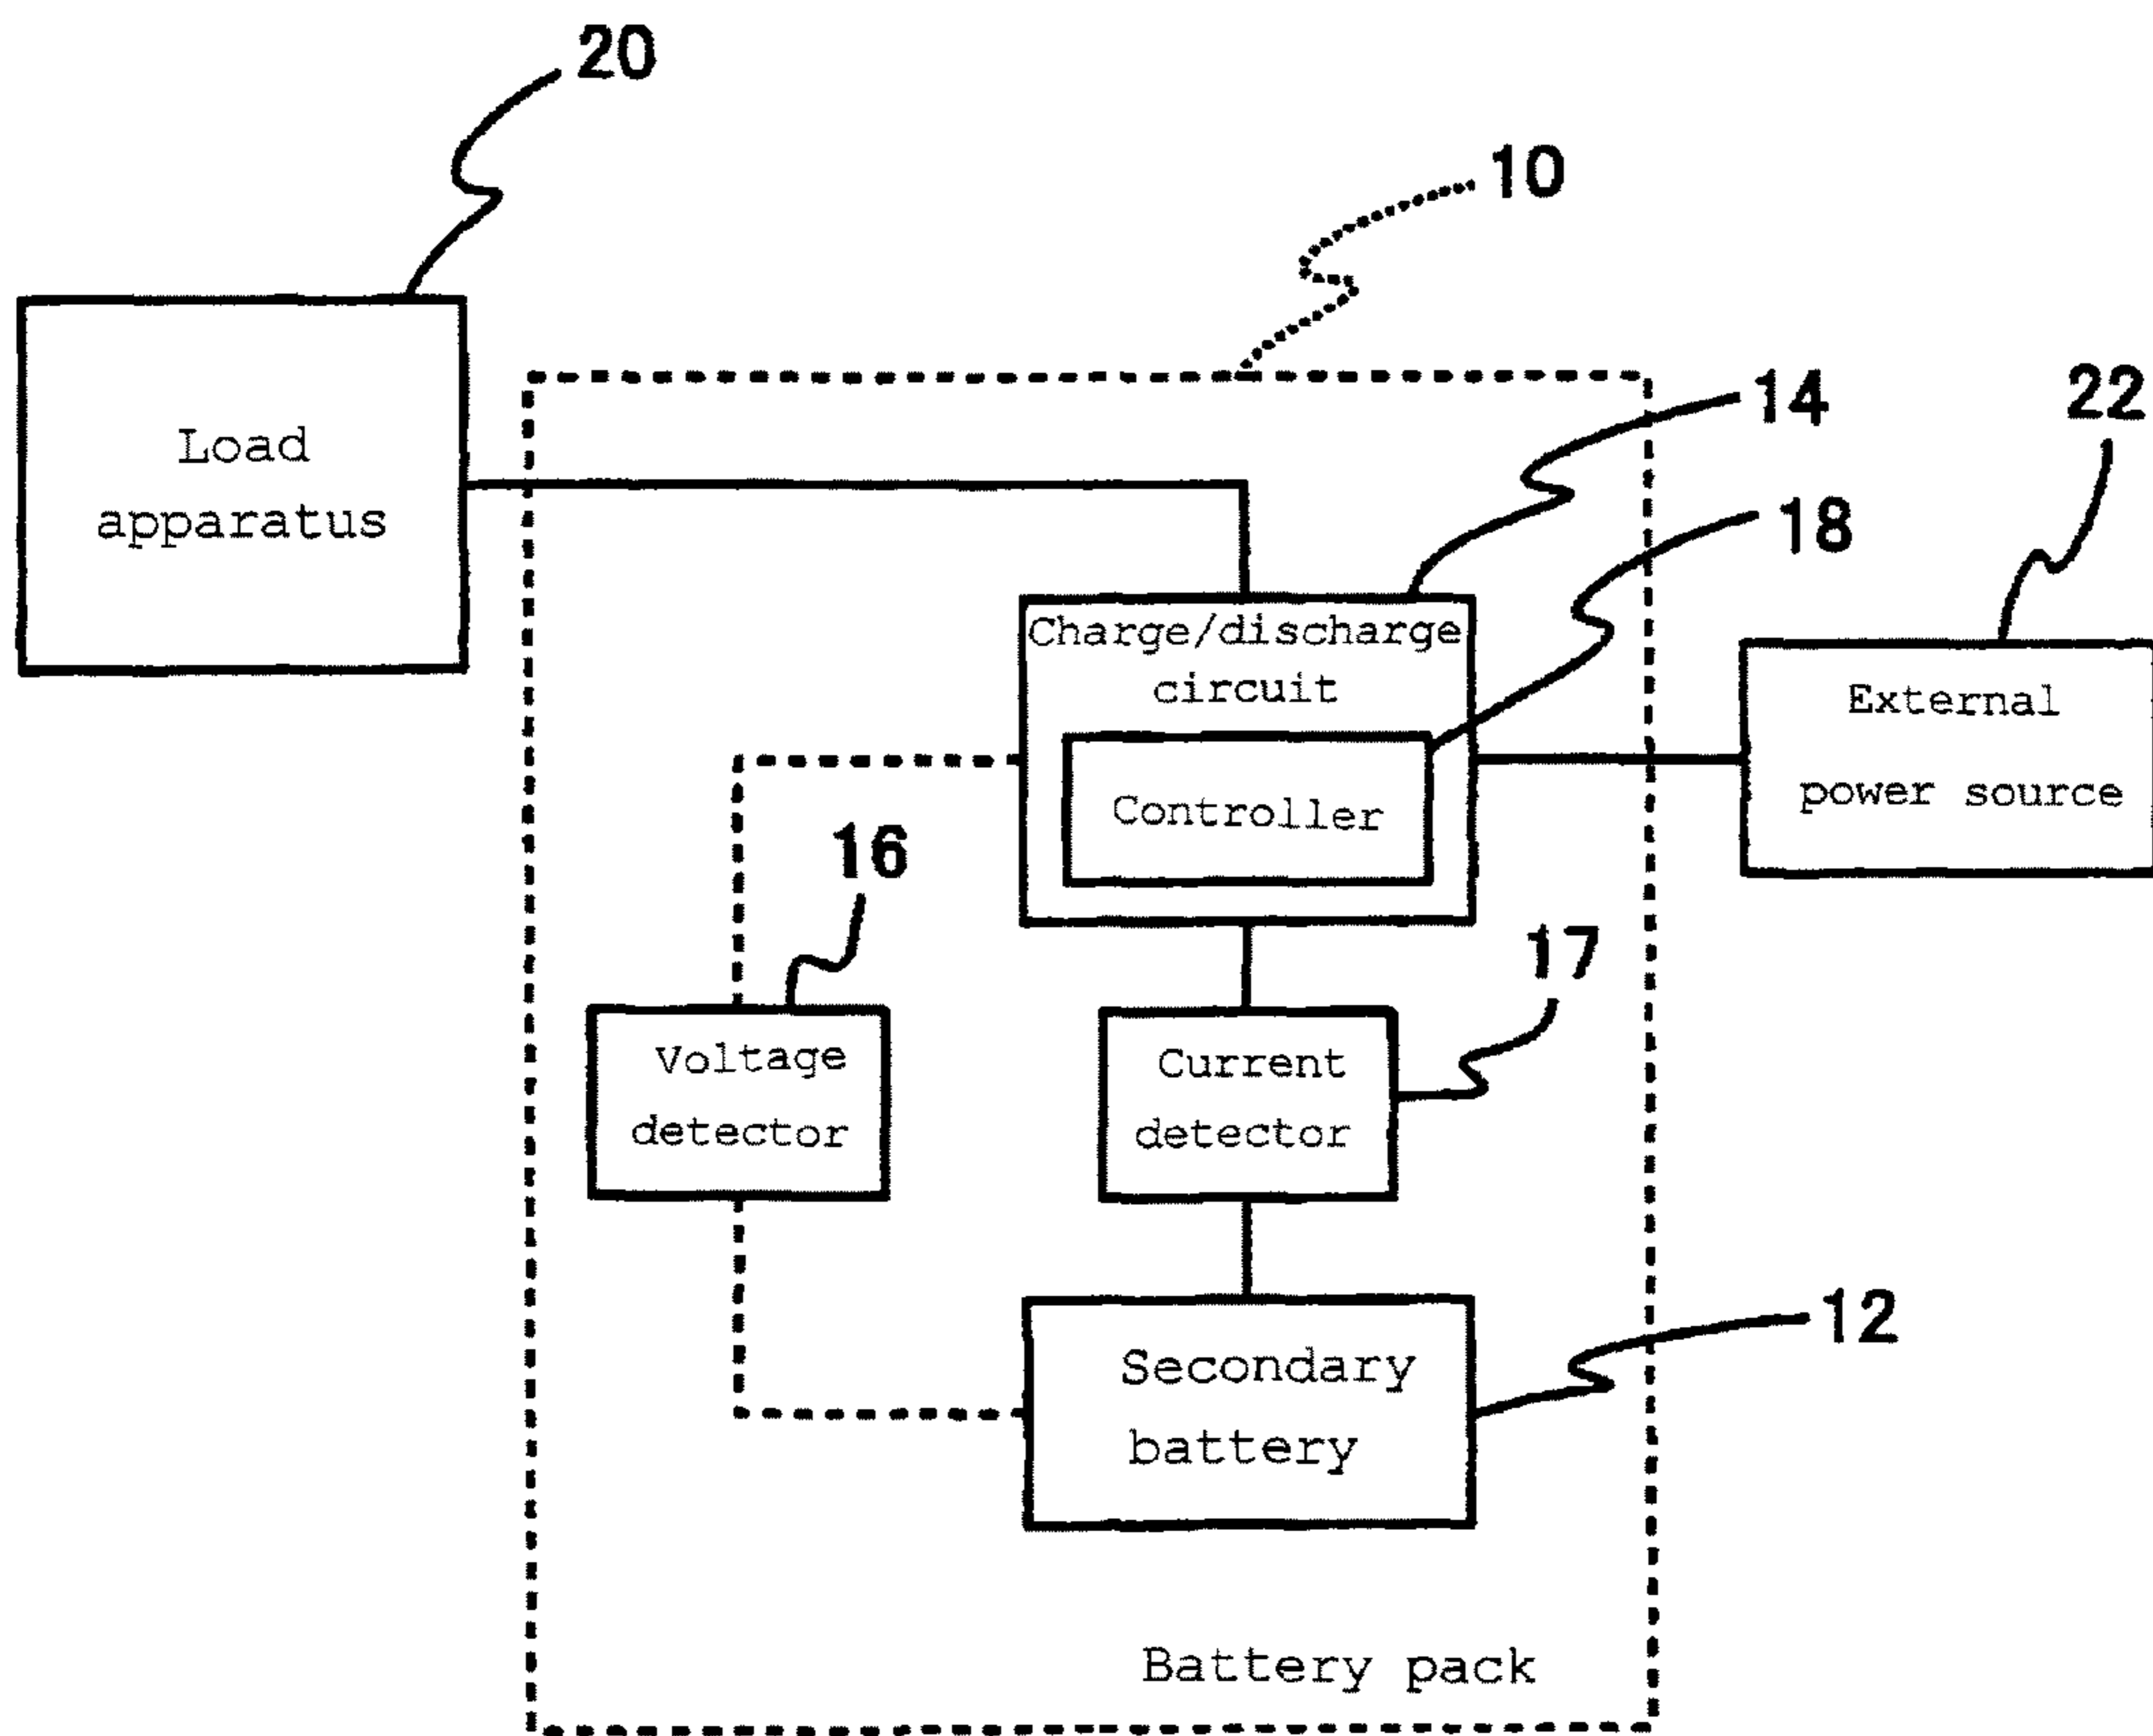 20
10
14
22
Load
apparatus
18
Charge/discharge
circuit
External
power source
Controller
16
17
Voltage
detector
Current
detector
12
Secondary
battery
Battery pack